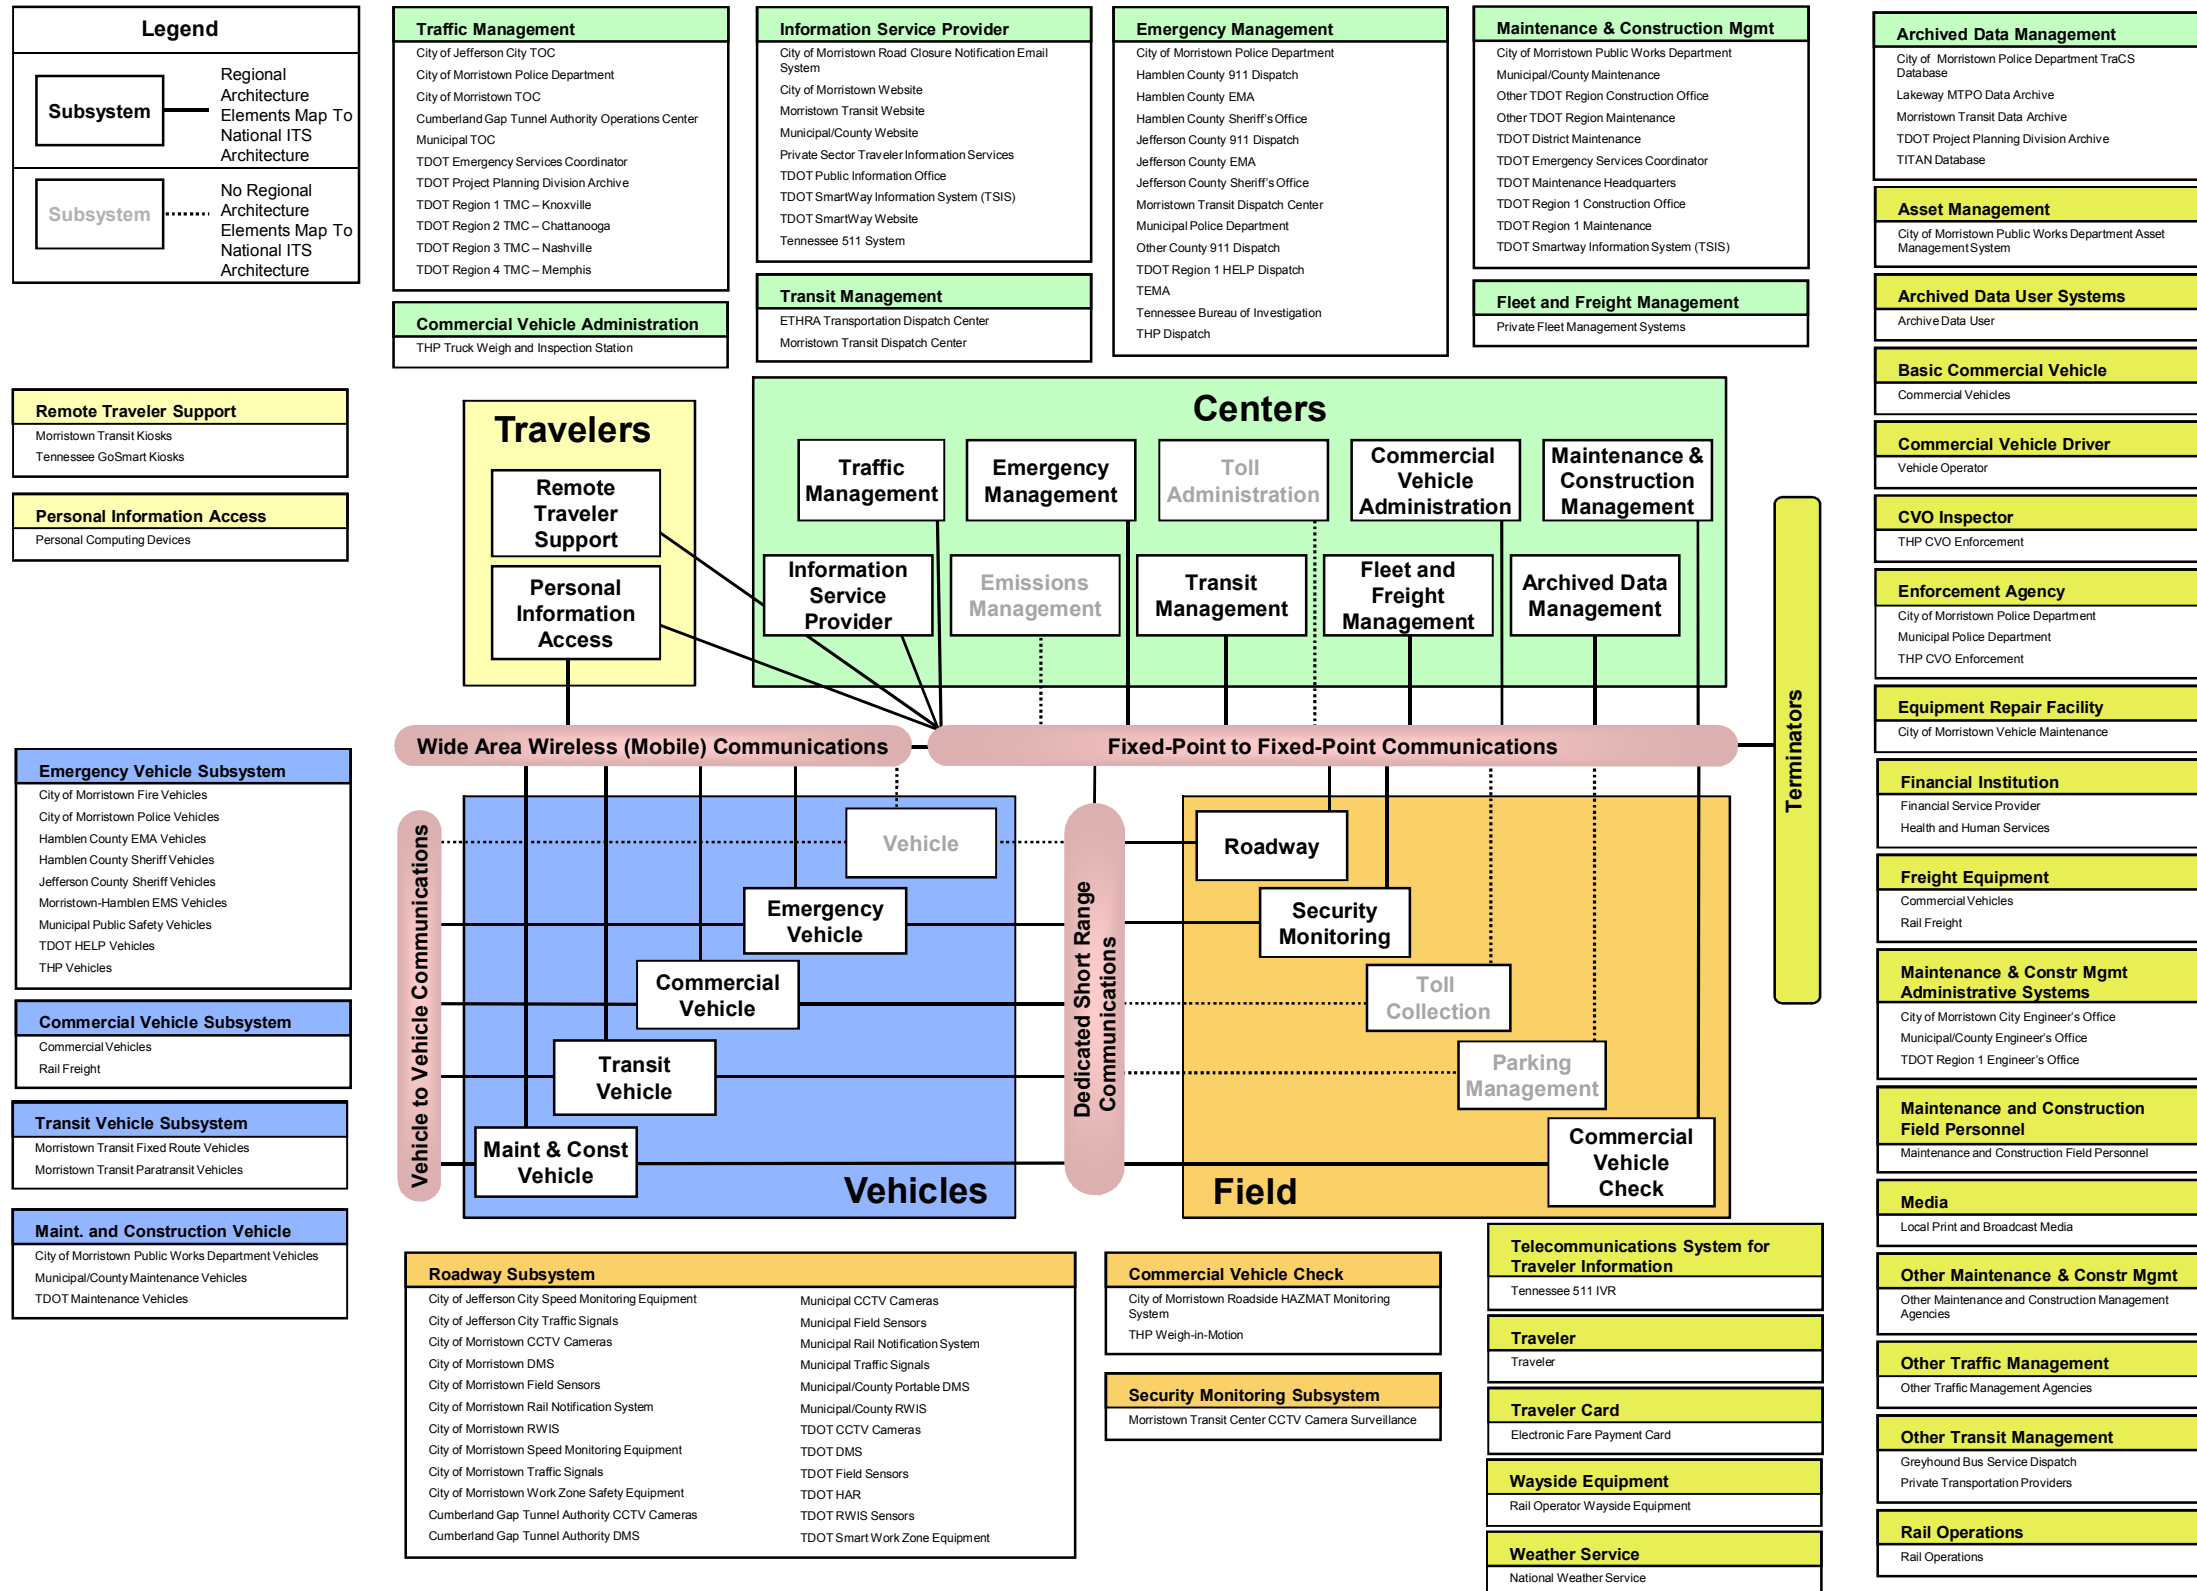 Legend
Subsystem
Regional
Architecture
Elements Map To
National ITS
Architecture
Subsystem
No Regional
Architecture
Elements Map To
National ITS
Architecture
Traffic Management
City of Jefferson City TOC
City of Morristown Police Department
City of Morristown TOC
Cumberland Gap Tunnel Authority Operations Center
Municipal TOC
TDOT Emergency Services Coordinator
TDOT Project Planning Division Archive
TDOT Region 1 TMC – Knoxville
TDOT Region 2 TMC – Chattanooga
TDOT Region 3 TMC – Nashville
TDOT Region 4 TMC – Memphis
Commercial Vehicle Administration
THP Truck Weigh and Inspection Station
Information Service Provider
City of Morristown Road Closure Notification Email
System
City of Morristown Website
Morristown Transit Website
Municipal/County Website
Private Sector Traveler Information Services
TDOT Public Information Office
TDOT SmartWay Information System (TSIS)
TDOT SmartWay Website
Tennessee 511 System
Transit Management
ETHRA Transportation Dispatch Center
Morristown Transit Dispatch Center
Emergency Management
City of Morristown Police Department
Hamblen County 911 Dispatch
Hamblen County EMA
Hamblen County Sheriff's Office
Jefferson County 911 Dispatch
Jefferson County EMA
Jefferson County Sheriff's Office
Morristown Transit Dispatch Center
Municipal Police Department
Other County 911 Dispatch
TDOT Region 1 HELP Dispatch
TEMA
Tennessee Bureau of Investigation
THP Dispatch
Maintenance & Construction Mgmt
City of Morristown Public Works Department
Municipal/County Maintenance
Other TDOT Region Construction Office
Other TDOT Region Maintenance
TDOT District Maintenance
TDOT Emergency Services Coordinator
TDOT Maintenance Headquarters
TDOT Region 1 Construction Office
TDOT Region 1 Maintenance
TDOT Smartway Information System (TSIS)
Fleet and Freight Management
Private Fleet Management Systems
Archived Data Management
City of Morristown Police Department TraCS
Database
Lakeway MTPO Data Archive
Morristown Transit Data Archive
TDOT Project Planning Division Archive
TITAN Database
Asset Management
City of Morristown Public Works Department Asset
Management System
Archived Data User Systems
Archive Data User
Basic Commercial Vehicle
Commercial Vehicles
Commercial Vehicle Driver
Vehicle Operator
CVO Inspector
THP CVO Enforcement
Enforcement Agency
City of Morristown Police Department
Municipal Police Department
THP CVO Enforcement
Equipment Repair Facility
City of Morristown Vehicle Maintenance
Financial Institution
Financial Service Provider
Health and Human Services
Freight Equipment
Commercial Vehicles
Rail Freight
Maintenance & Constr Mgmt
Administrative Systems
City of Morristown City Engineer's Office
Municipal/County Engineer's Office
TDOT Region 1 Engineer's Office
Maintenance and Construction
Field Personnel
Maintenance and Construction Field Personnel
Media
Local Print and Broadcast Media
Other Maintenance & Constr Mgmt
Other Maintenance and Construction Management
Agencies
Other Traffic Management
Other Traffic Management Agencies
Other Transit Management
Greyhound Bus Service Dispatch
Private Transportation Providers
Rail Operations
Rail Operations
Remote Traveler Support
Morristown Transit Kiosks
Tennessee GoSmart Kiosks
Personal Information Access
Personal Computing Devices
Travelers
Remote
Traveler
Support
Personal
Information
Access
Centers
Traffic
Management
Emergency
Management
Toll
Administration
Commercial
Vehicle
Administration
Maintenance &
Construction
Management
Information
Service
Provider
Emissions
Management
Transit
Management
Fleet and
Freight
Management
Archived Data
Management
Terminators
Wide Area Wireless (Mobile) Communications
Fixed-Point to Fixed-Point Communications
Vehicle to Vehicle Communications
Vehicle
Emergency
Vehicle
Commercial
Vehicle
Transit
Vehicle
Maint & Const
Vehicle
Vehicles
Dedicated Short Range
Communications
Roadway
Security
Monitoring
Toll
Collection
Parking
Management
Commercial
Vehicle
Check
Field
Emergency Vehicle Subsystem
City of Morristown Fire Vehicles
City of Morristown Police Vehicles
Hamblen County EMA Vehicles
Hamblen County Sheriff Vehicles
Jefferson County Sheriff Vehicles
Morristown-Hamblen EMS Vehicles
Municipal Public Safety Vehicles
TDOT HELP Vehicles
THP Vehicles
Commercial Vehicle Subsystem
Commercial Vehicles
Rail Freight
Transit Vehicle Subsystem
Morristown Transit Fixed Route Vehicles
Morristown Transit Paratransit Vehicles
Maint. and Construction Vehicle
City of Morristown Public Works Department Vehicles
Municipal/County Maintenance Vehicles
TDOT Maintenance Vehicles
Roadway Subsystem
City of Jefferson City Speed Monitoring Equipment
City of Jefferson City Traffic Signals
City of Morristown CCTV Cameras
City of Morristown DMS
City of Morristown Field Sensors
City of Morristown Rail Notification System
City of Morristown RWIS
City of Morristown Speed Monitoring Equipment
City of Morristown Traffic Signals
City of Morristown Work Zone Safety Equipment
Cumberland Gap Tunnel Authority CCTV Cameras
Cumberland Gap Tunnel Authority DMS
Municipal CCTV Cameras
Municipal Field Sensors
Municipal Rail Notification System
Municipal Traffic Signals
Municipal/County Portable DMS
Municipal/County RWIS
TDOT CCTV Cameras
TDOT DMS
TDOT Field Sensors
TDOT HAR
TDOT RWIS Sensors
TDOT Smart Work Zone Equipment
Commercial Vehicle Check
City of Morristown Roadside HAZMAT Monitoring
System
THP Weigh-in-Motion
Security Monitoring Subsystem
Morristown Transit Center CCTV Camera Surveillance
Telecommunications System for
Traveler Information
Tennessee 511 IVR
Traveler
Traveler
Traveler Card
Electronic Fare Payment Card
Wayside Equipment
Rail Operator Wayside Equipment
Weather Service
National Weather Service